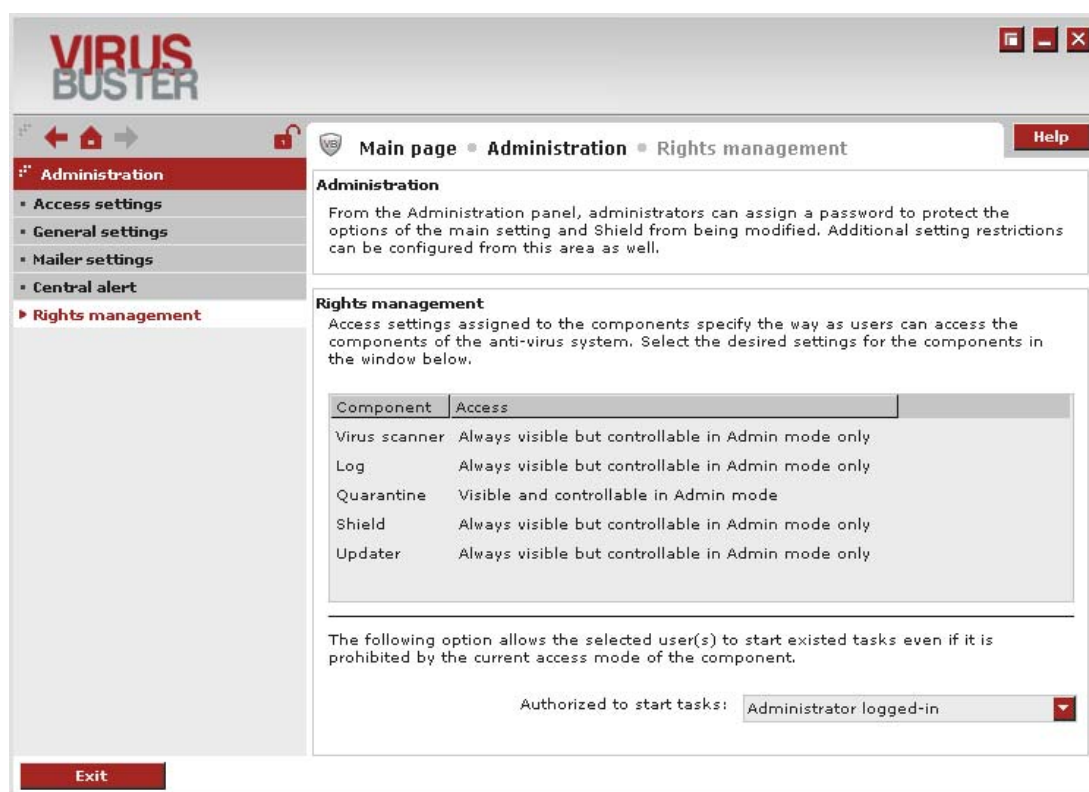 VIRUS
BUSTER
Administration
Access settings
General settings
Mailer settings
Central alert
Rights management
VB
Main page Administration Rights management
Help
Administration
From the Administration panel, administrators can assign a password to protect the
options of the main setting and Shield from being modified. Additional setting restrictions
can be configured from this area as well.
Rights management
Access settings assigned to the components specify the way as users can access the
components of the anti-virus system. Select the desired settings for the components in
the window below.
Component Access
Virus scanner Always visible but controllable in Admin mode only
Log Always visible but controllable in Admin mode only
Quarantine Visible and controllable in Admin mode
Shield Always visible but controllable in Admin mode only
Updater Always visible but controllable in Admin mode only
The following option allows the selected user(s) to start existed tasks even if it is
prohibited by the current access mode of the component.
Authorized to start tasks: Administrator logged-in
Exit